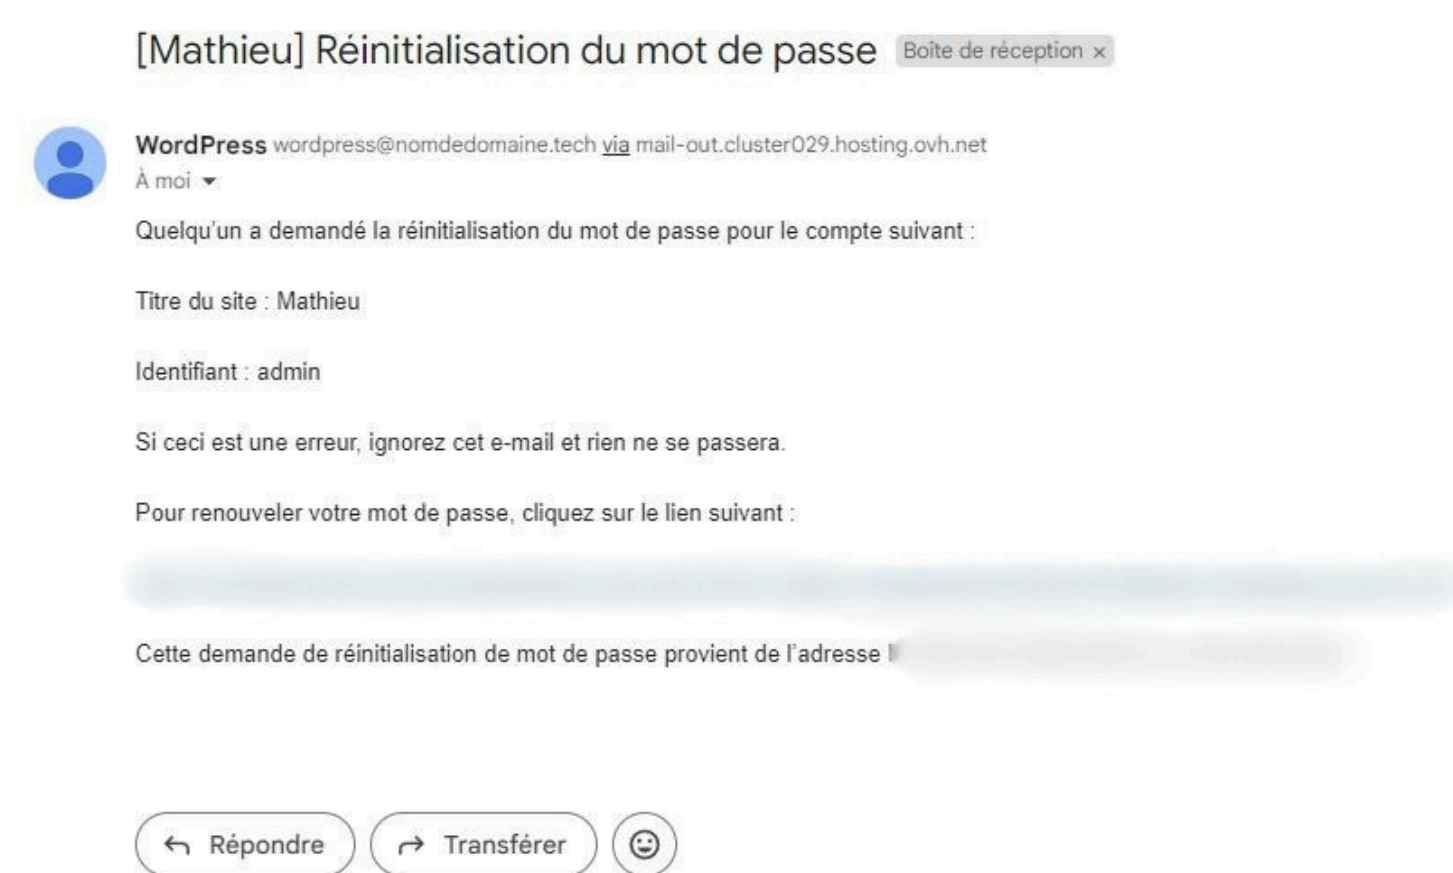 [Mathieu] Réinitialisation du mot de passe Boîte de réception ×
WordPress wordpress@nomdedomaine.tech via mail-out.cluster029.hosting.ovh.net
À moi
Quelqu'un a demandé la réinitialisation du mot de passe pour le compte suivant :
Titre du site : Mathieu
Identifiant : admin
Si ceci est une erreur, ignorez cet e-mail et rien ne se passera.
Pour renouveler votre mot de passe, cliquez sur le lien suivant :
Cette demande de réinitialisation de mot de passe provient de l'adresse
Répondre Transférer